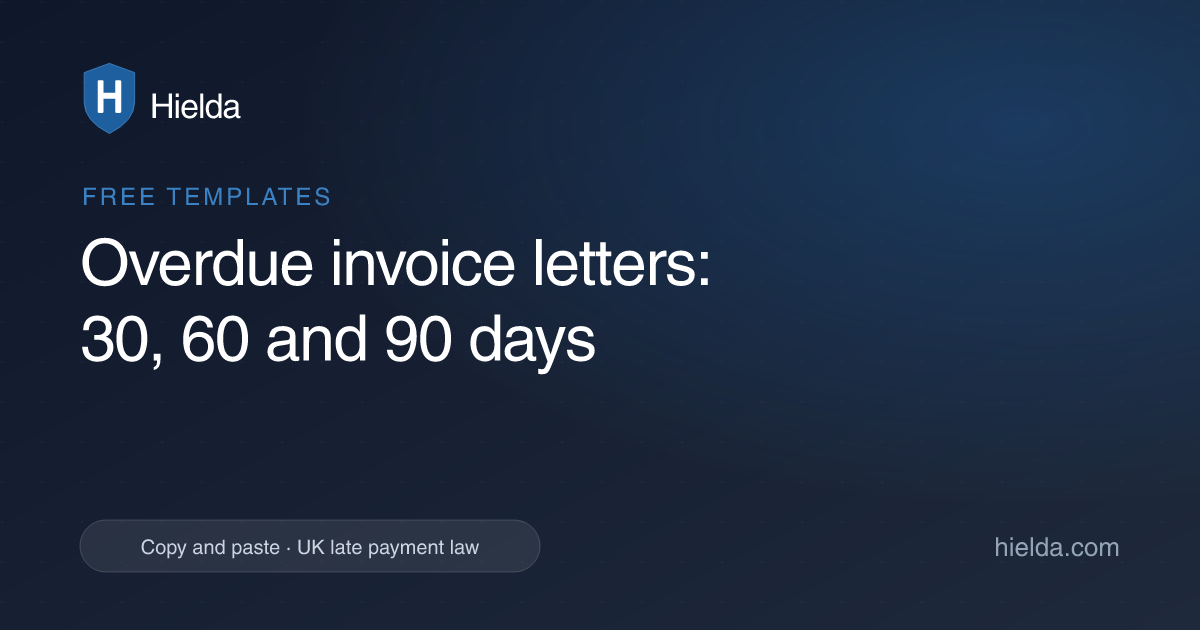 H Hielda
FREE TEMPLATES
Overdue invoice letters:
30, 60 and 90 days
Copy and paste · UK late payment law
hielda.com